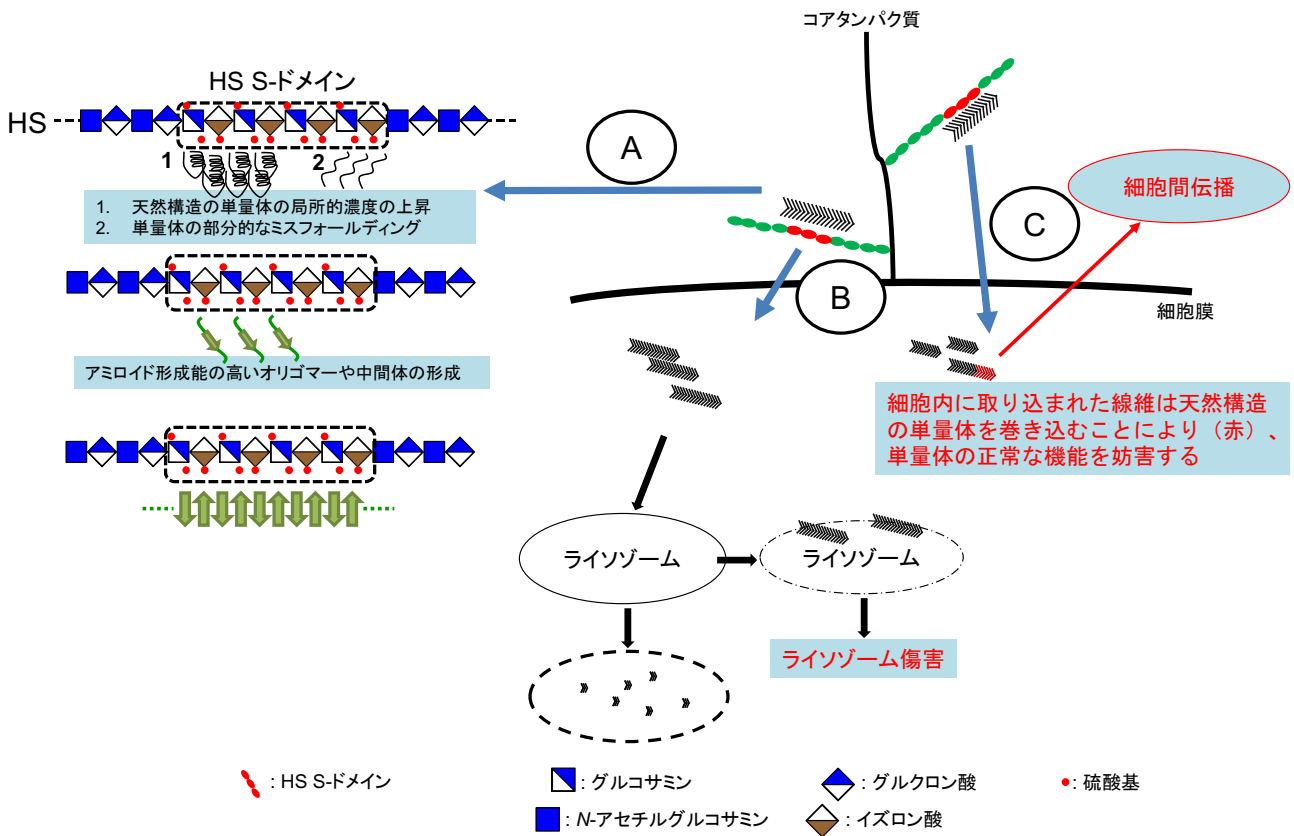 コアタンパク質
HS S-ドメイン
HS
1
2
1. 天然構造の単量体の局所的濃度の上昇
2. 単量体の部分的なミスフォールディング
A
細胞間伝播
C
B
細胞膜
アミロイド形成能の高いオリゴマーや中間体の形成
細胞内に取り込まれた線維は天然構造
の単量体を巻き込むことにより（赤）、
単量体の正常な機能を妨害する
ライソゾーム
ライソゾーム
ライソゾーム傷害
: HS S-ドメイン
: グルコサミン
: グルクロン酸
: 硫酸基
: N-アセチルグルコサミン
: イズロン酸